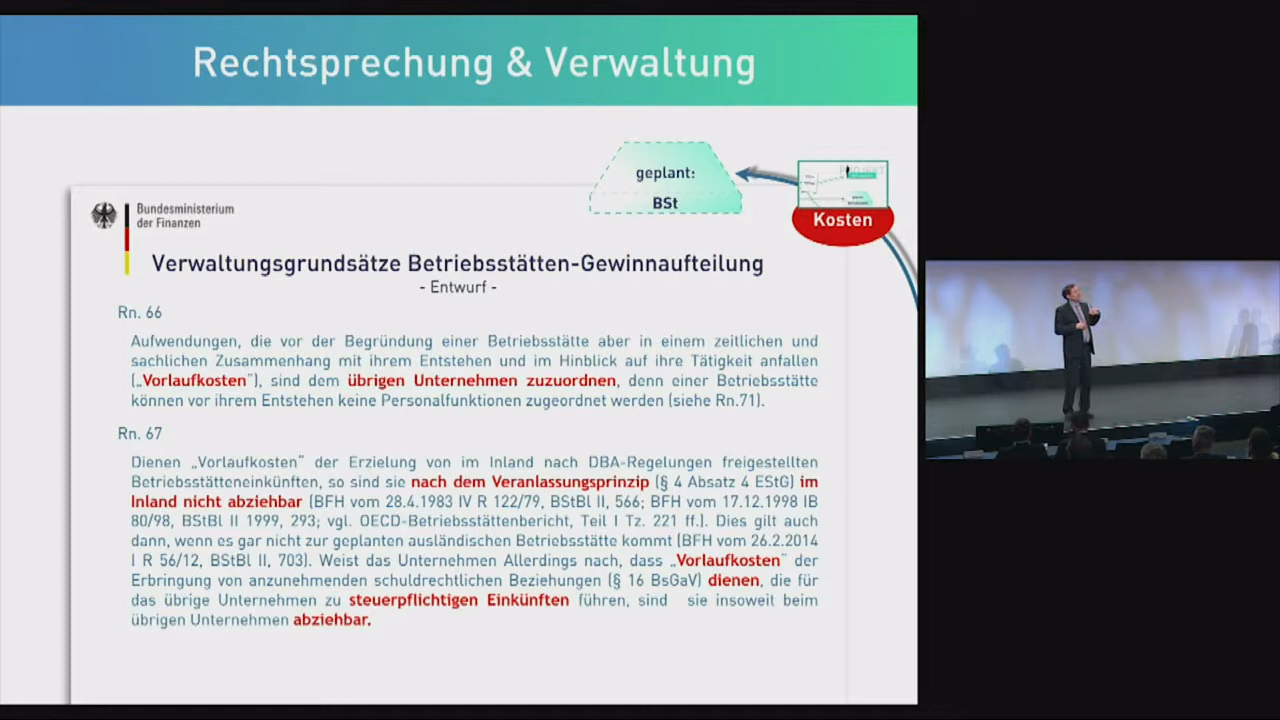 Rechtsprechung & Verwaltung
geplant:
BSt
Kosten
Bundesministerium
der Finanzen
Verwaltungsgrundsätze Betriebsstätten-Gewinnaufteilung
- Entwurf -
Rn. 66
Aufwendungen, die vor der Begründung einer Betriebsstätte aber in einem zeitlichen und
sachlichen Zusammenhang mit ihrem Entstehen und im Hinblick auf ihre Tätigkeit anfallen
(„Vorlaufkosten"), sind dem übrigen Unternehmen zuzuordnen, denn einer Betriebsstätte
können vor ihrem Entstehen keine Personalfunktionen zugeordnet werden (siehe Rn.71).
Rn. 67
Dienen „Vorlaufkosten" der Erzielung von im Inland nach DBA-Regelungen freigestellten
Betriebsstätteneinkünften, so sind sie nach dem Veranlassungsprinzip (§ 4 Absatz 4 EStG) im
Inland nicht abziehbar (BFH vom 28.4.1983 IV R 122/79, BStBl II, 566; BFH vom 17.12.1998 IB
80/98, BStBl II 1999, 293; vgl. OECD-Betriebsstättenbericht, Teil I Tz. 221 ff.). Dies gilt auch
dann, wenn es gar nicht zur geplanten ausländischen Betriebsstätte kommt (BFH vom 26.2.2014
I R 56/12, BStBl II, 703). Weist das Unternehmen Allerdings nach, dass „Vorlaufkosten" der
Erbringung von anzunehmenden schuldrechtlichen Beziehungen (§ 16 BsGaV) dienen, die für
das übrige Unternehmen zu steuerpflichtigen Einkünften führen, sind sie insoweit beim
übrigen Unternehmen abziehbar.